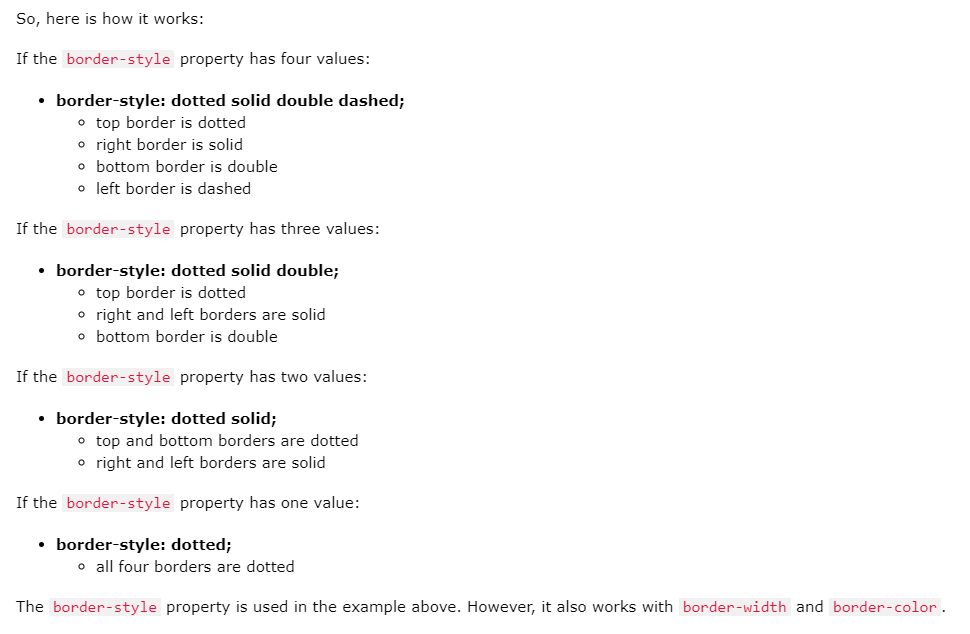 So, here is how it works:
If the border-style property has four values:
• border-style: dotted solid double dashed;
◦ top border is dotted
◦ right border is solid
◦ bottom border is double
◦ left border is dashed
If the border-style property has three values:
• border-style: dotted solid double;
◦ top border is dotted
◦ right and left borders are solid
◦ bottom border is double
If the border-style property has two values:
• border-style: dotted solid;
◦ top and bottom borders are dotted
◦ right and left borders are solid
If the border-style property has one value:
• border-style: dotted;
◦ all four borders are dotted
The border-style property is used in the example above. However, it also works with border-width and border-color.